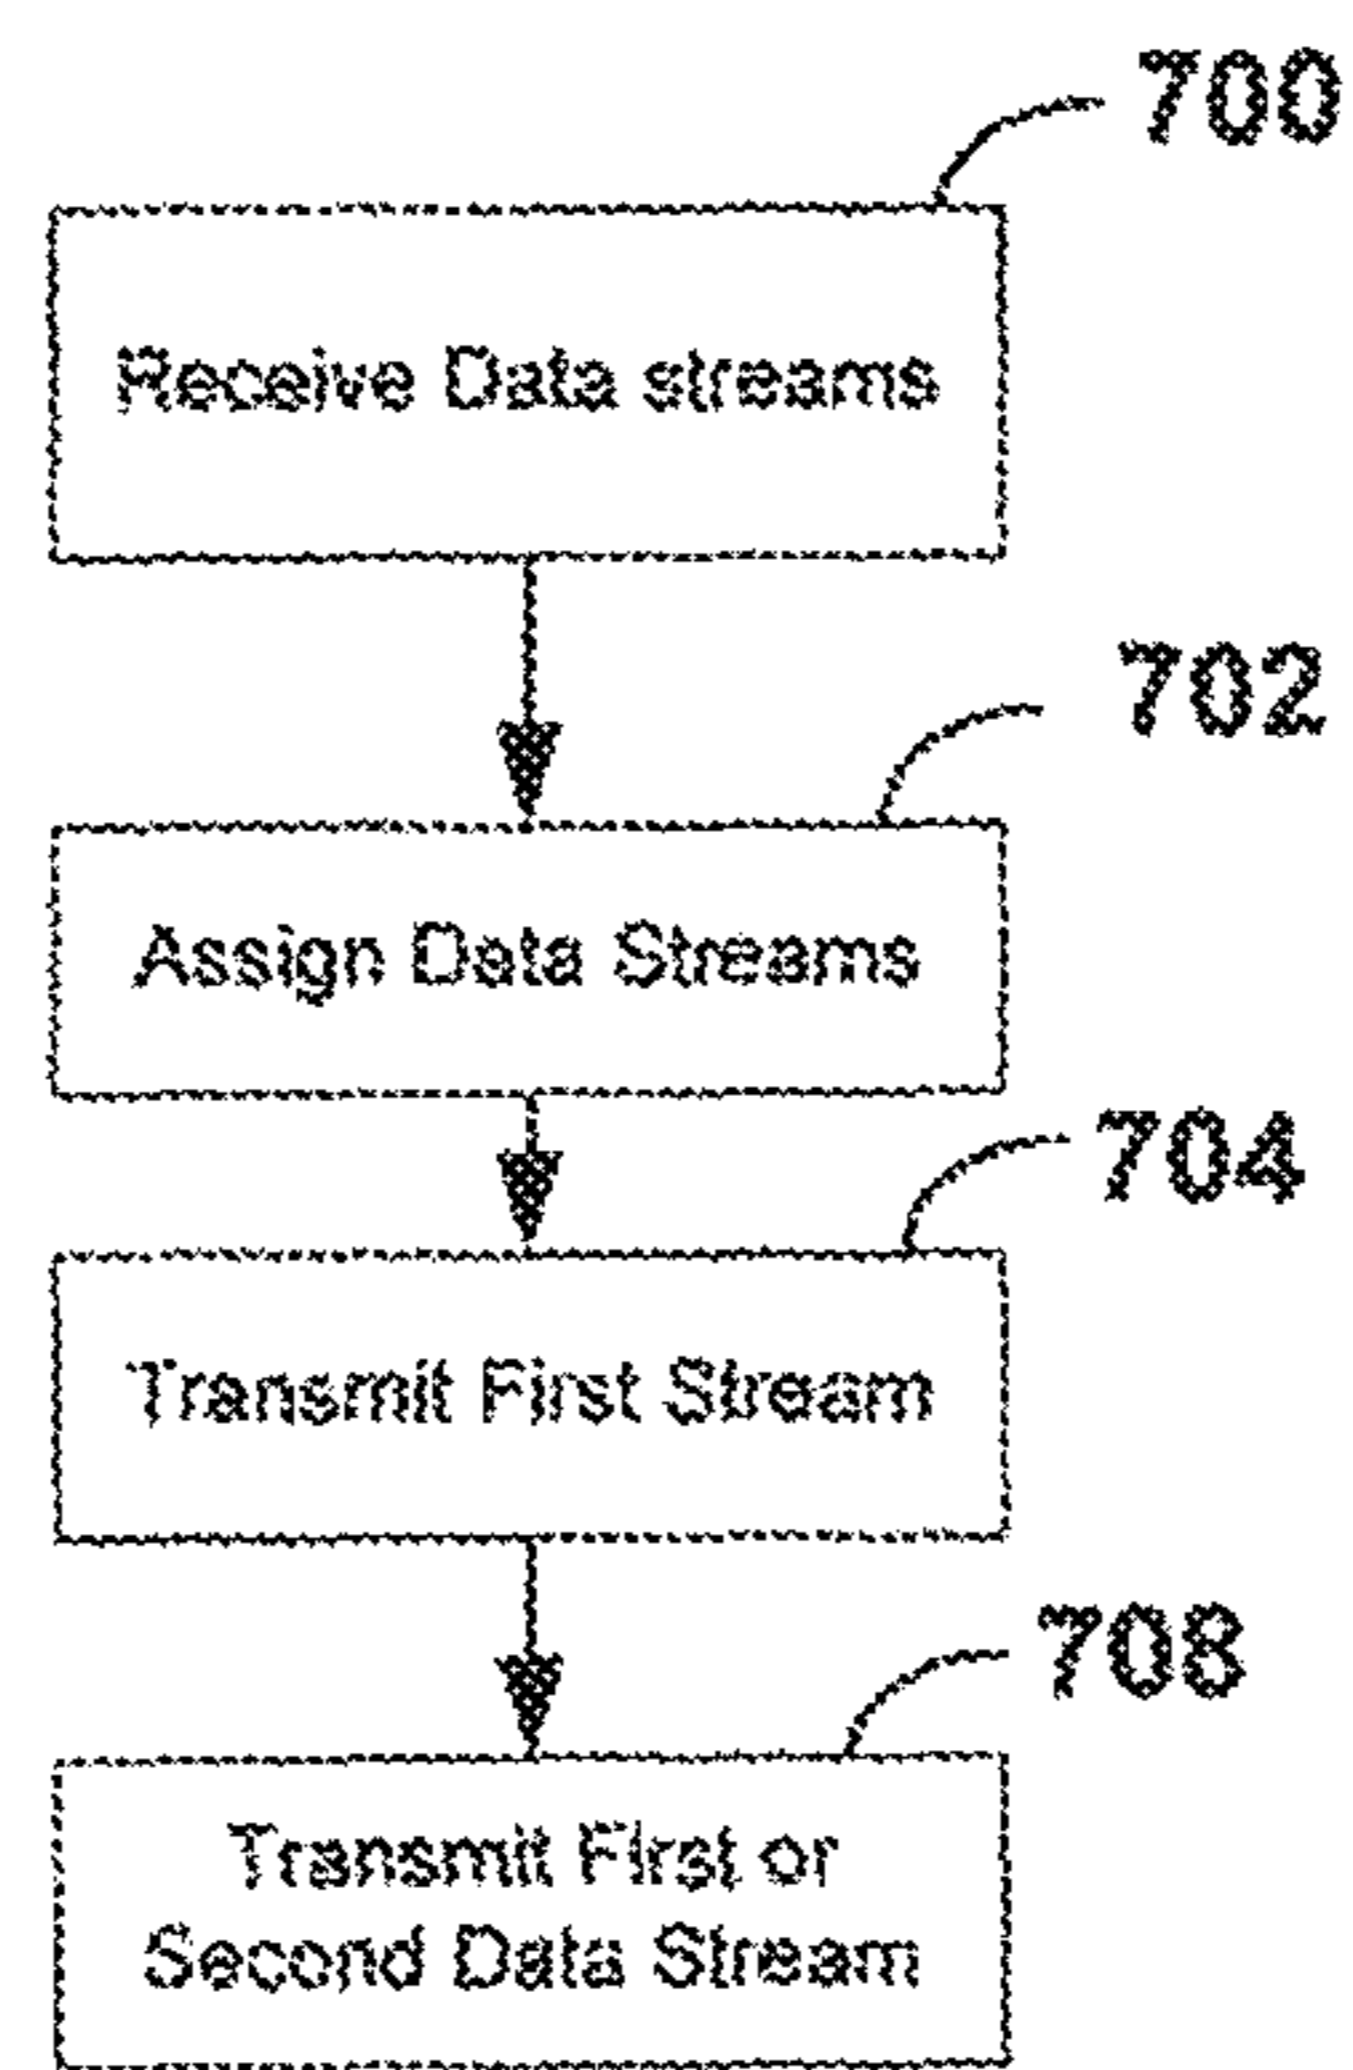 700
Receive Data streams
702
Assign Data Streams
704
Transmit First Stream
708
Transmit First or
Second Data Stream